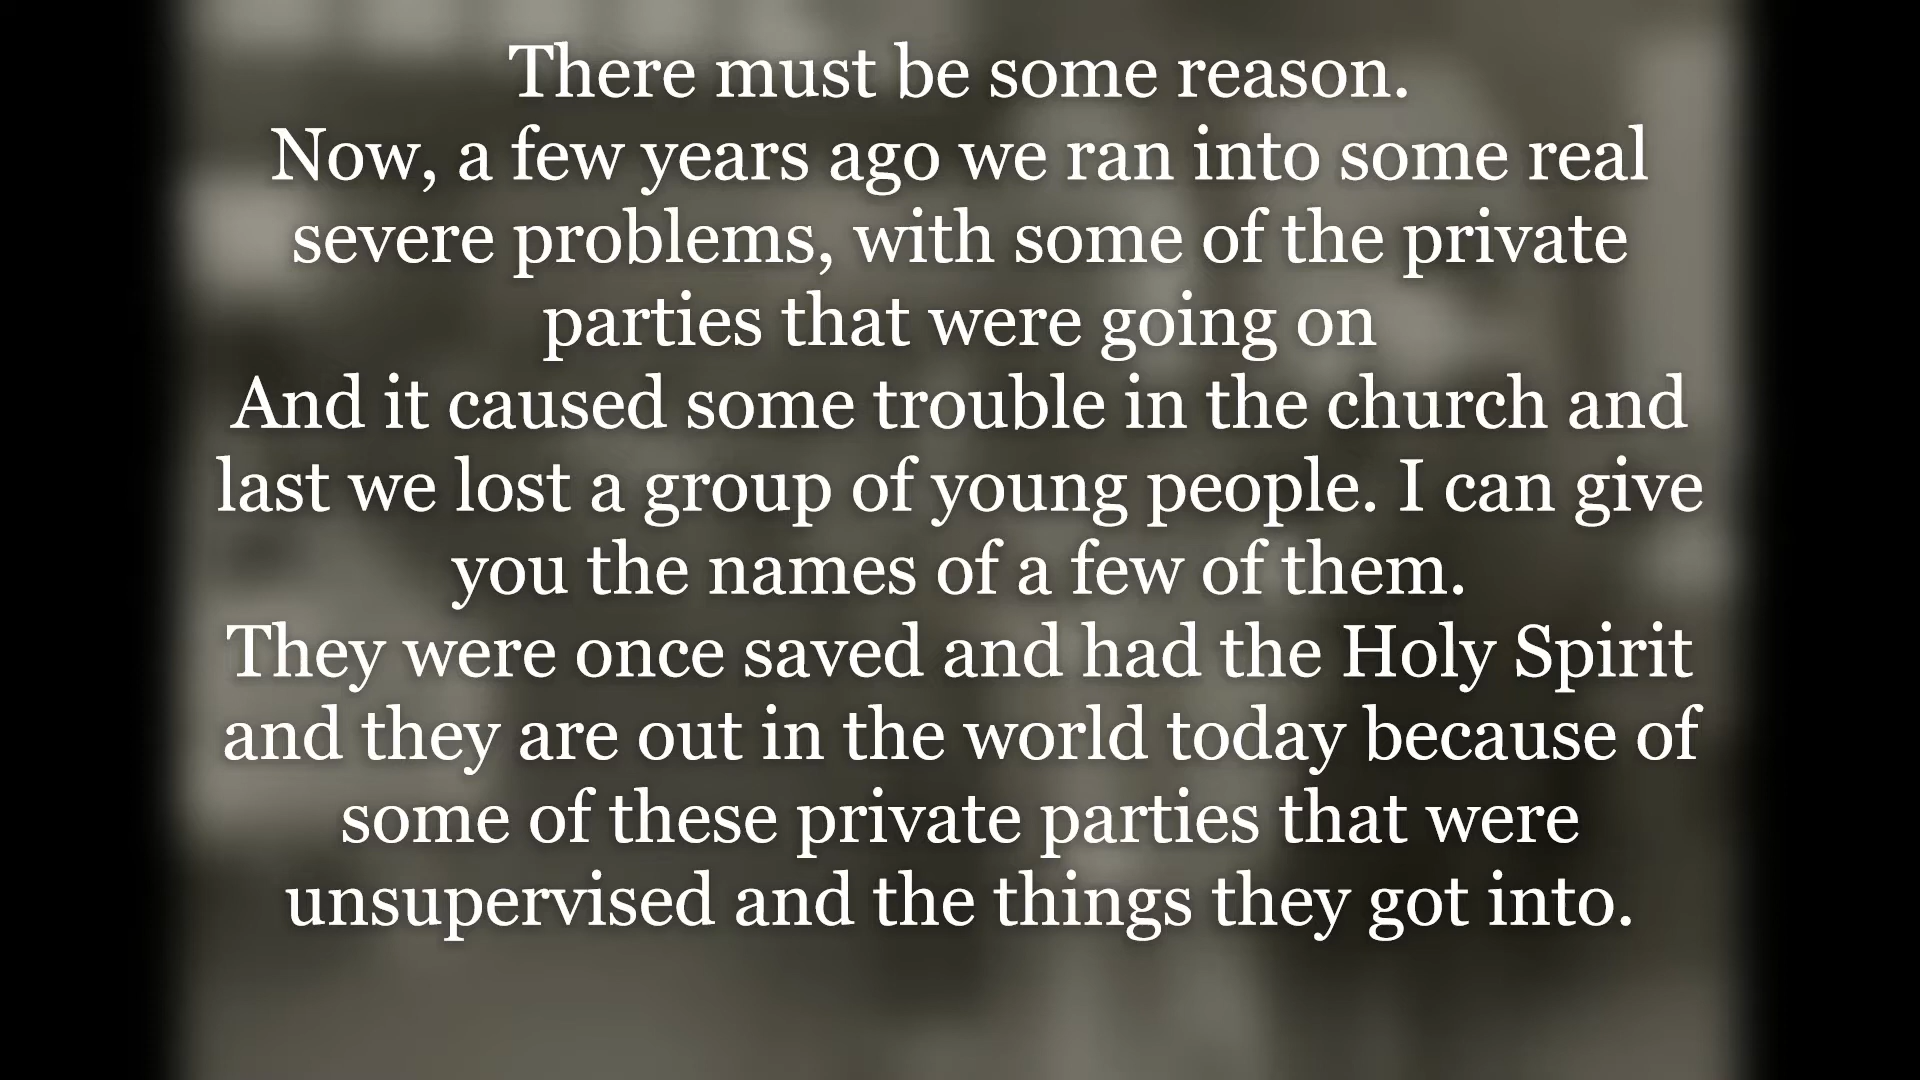 There must be some reason.
Now, a few years ago we ran into some real
severe problems, with some of the private
parties that were going on
And it caused some trouble in the church and
last we lost a group of young people. I can give
you the names of a few of them.
They were once saved and had the Holy Spirit
and they are out in the world today because of
some of these private parties that were
unsupervised and the things they got into.